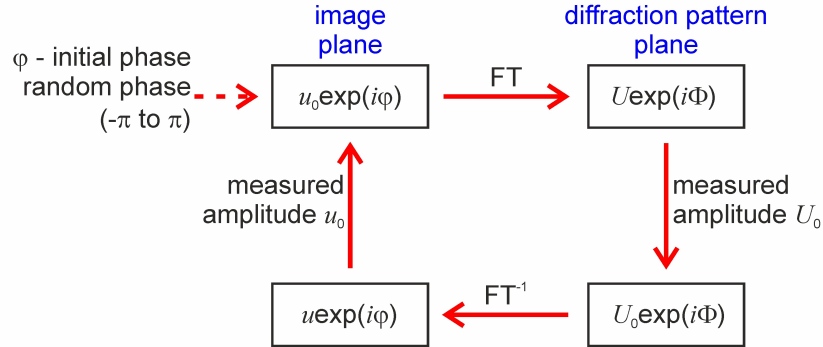 image
plane
diffraction pattern
plane
φ - initial phase
random phase
(-π to π)
u₀exp(iφ)
FT
Uexp(iΦ)
measured
amplitude u₀
measured
amplitude U₀
uexp(iφ)
FT⁻¹
U₀exp(iΦ)